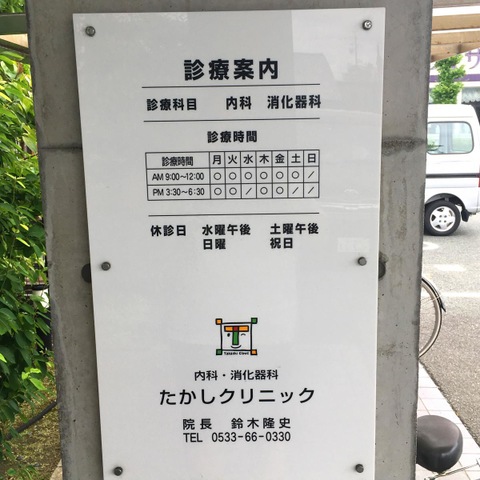 診療案内
診療科目 内科 消化器科
診療時間
診療時間 月 火 水 木 金 土 日
AM 9:00〜12:00 ○ ○ ○ ○ ○ ○ /
PM 3:30〜6:30 ○ ○ / ○ ○ / /
休診日 水曜午後 土曜午後
日曜 祝日
内科・消化器科
たかしクリニック
院長 鈴木隆史
TEL 0533-66-0330